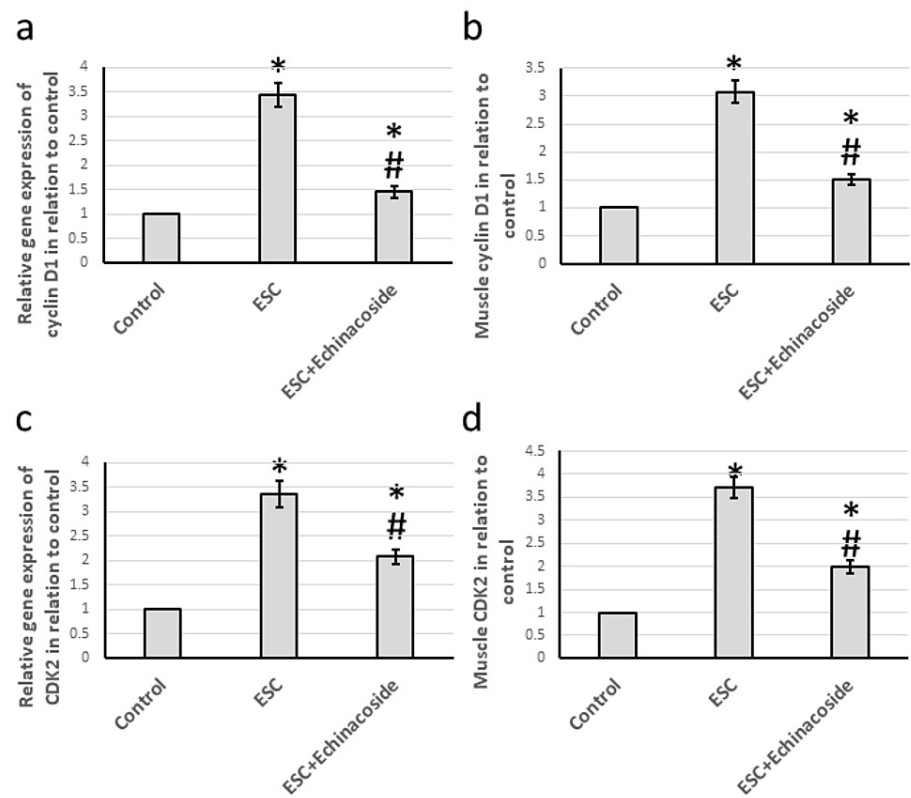 a
Relative gene expression of
cyclin D1 in relation to control
4
3.5
3
2.5
2
1.5
1
0.5
0
*
*
#
Control
ESC
ESC+Echinacoside
b
Muscle cyclin D1 in relation to
control
3.5
3
2.5
2
1.5
1
0.5
0
*
*
#
Control
ESC
ESC+Echinacoside
c
Relative gene expression of
CDK2 in relation to control
4
3.5
3
2.5
2
1.5
1
0.5
0
*
*
#
Control
ESC
ESC+Echinacoside
d
Muscle CDK2 in relation to
control
4.5
4
3.5
3
2.5
2
1.5
1
0.5
0
*
*
#
Control
ESC
ESC+Echinacoside